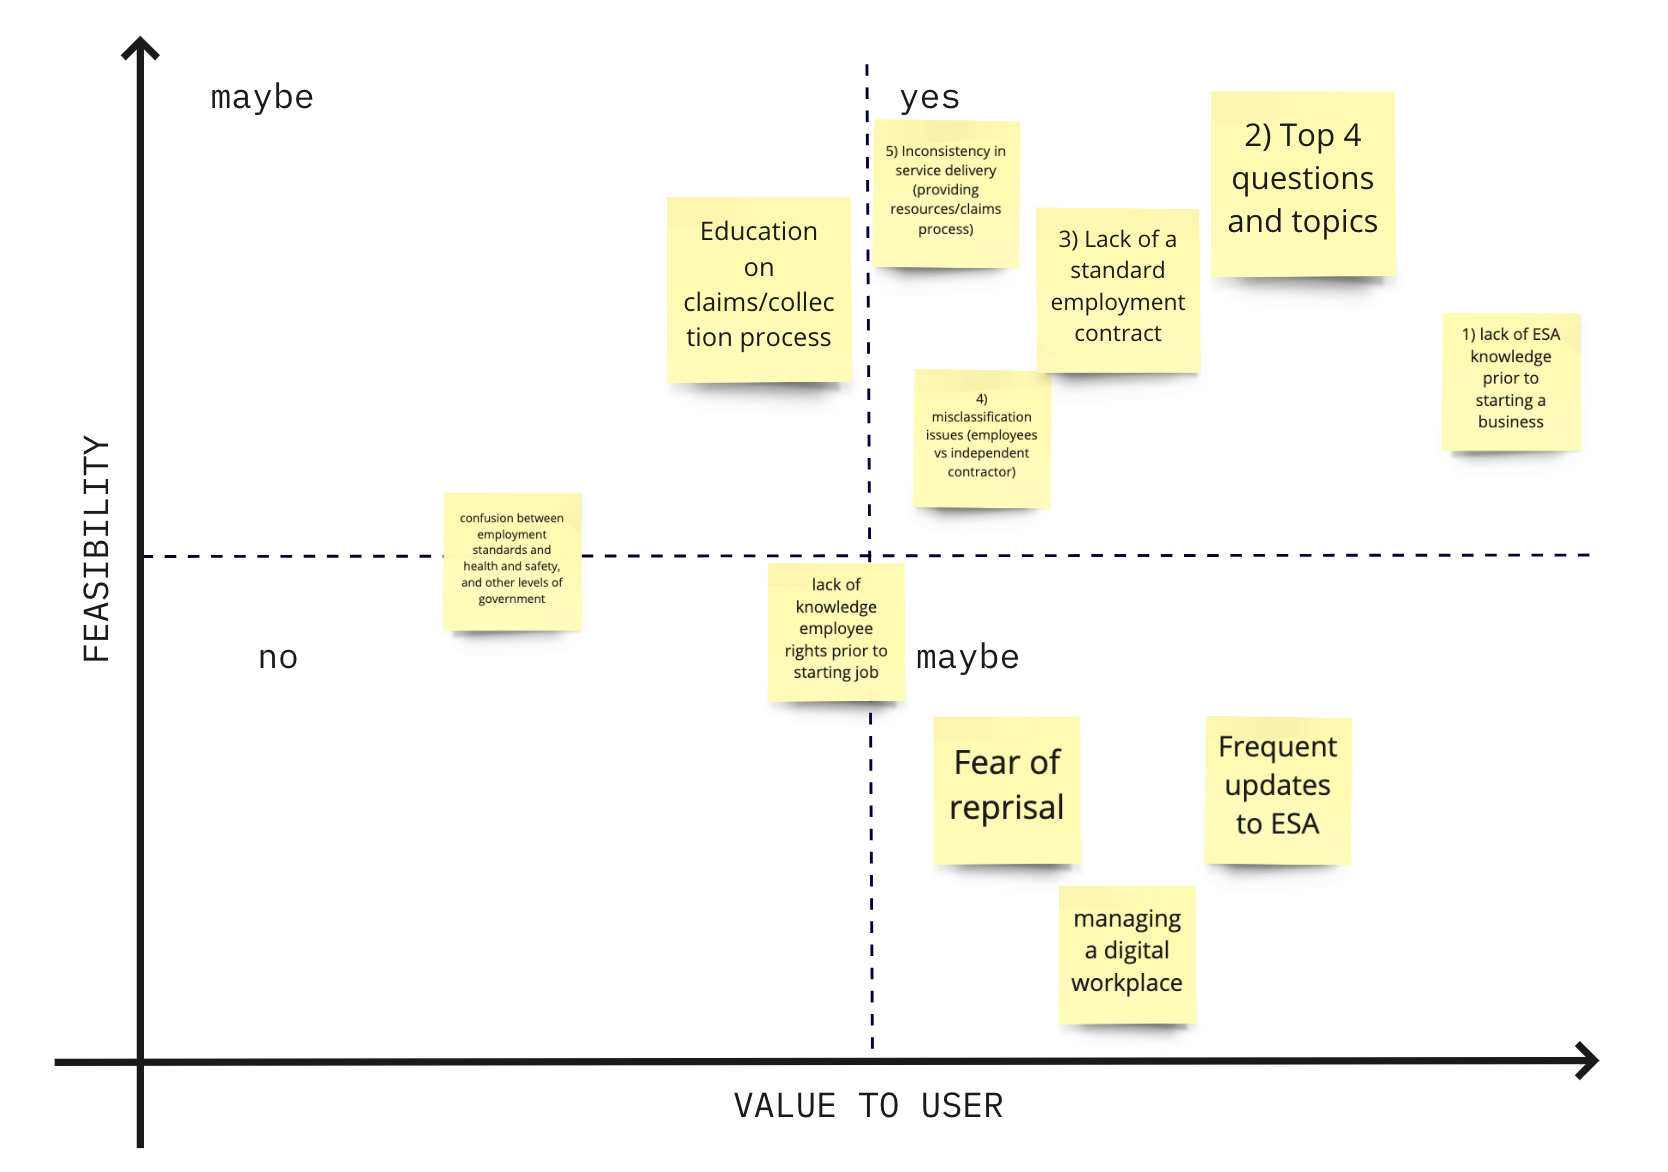 maybe
yes
5) Inconsistency in
service delivery
(providing
resources/claims
process)
2) Top 4
questions
and topics
Education
on
claims/collec
tion process
3) Lack of a
standard
employment
contract
1) lack of ESA
knowledge
prior to
starting a
business
4)
misclassification
issues (employees
vs independent
contractor)
FEASIBILITY
confusion between
employment
standards and
health and safety,
and other levels of
government
lack of
knowledge
employee
rights prior to
starting job
no
maybe
Fear of
reprisal
Frequent
updates
to ESA
managing
a digital
workplace
VALUE TO USER